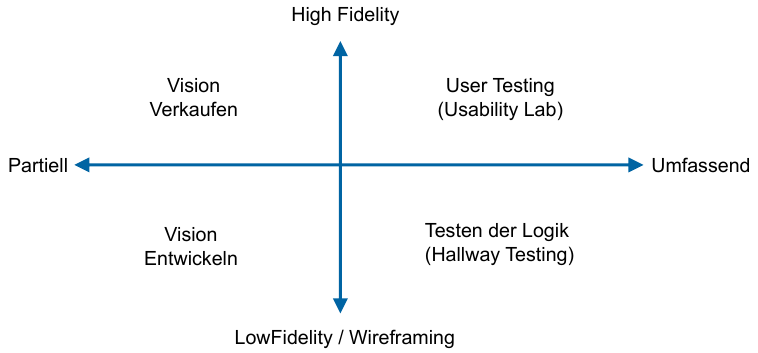 High Fidelity
Vision
Verkaufen
User Testing
(Usability Lab)
Partiell
Umfassend
Vision
Entwickeln
Testen der Logik
(Hallway Testing)
LowFidelity / Wireframing